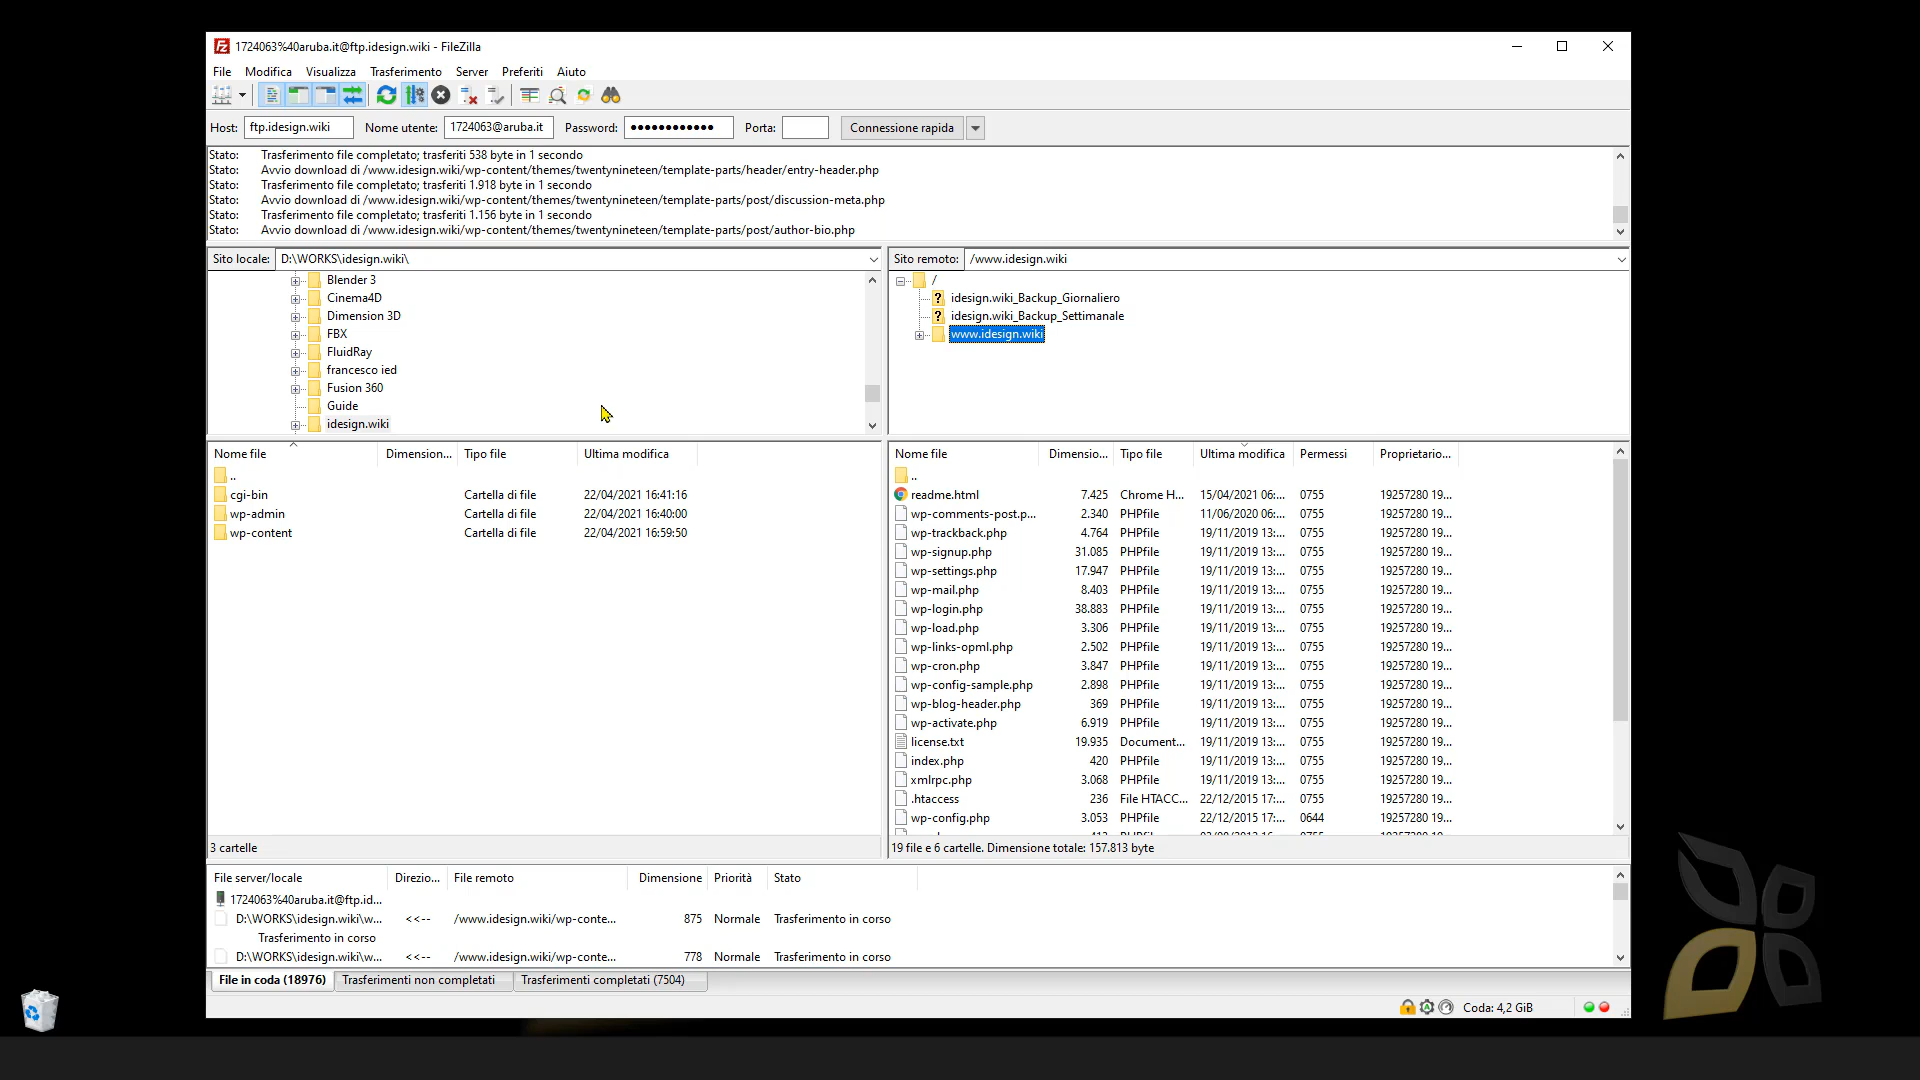 1724063%40aruba.it@ftp.idesign.wiki - FileZilla
File Modifica Visualizza Trasferimento Server Preferiti Aiuto
Host: ftp.idesign.wiki Nome utente: 1724063@aruba.it Password: ●●●●●●●●●●●● Porta: Connessione rapida
Stato: Trasferimento file completato; trasferiti 538 byte in 1 secondo
Stato: Avvio download di /www.idesign.wiki/wp-content/themes/twentynineteen/template-parts/header/entry-header.php
Stato: Trasferimento file completato; trasferiti 1.918 byte in 1 secondo
Stato: Avvio download di /www.idesign.wiki/wp-content/themes/twentynineteen/template-parts/post/discussion-meta.php
Stato: Trasferimento file completato; trasferiti 1.156 byte in 1 secondo
Stato: Avvio download di /www.idesign.wiki/wp-content/themes/twentynineteen/template-parts/post/author-bio.php
Sito locale: D:\WORKS\idesign.wiki\
Blender 3
Cinema4D
Dimension 3D
FBX
FluidRay
francesco ied
Fusion 360
Guide
idesign.wiki
Sito remoto: /www.idesign.wiki
/
idesign.wiki_Backup_Giornaliero
idesign.wiki_Backup_Settimanale
www.idesign.wiki
Nome file Dimension... Tipo file Ultima modifica
..
cgi-bin Cartella di file 22/04/2021 16:41:16
wp-admin Cartella di file 22/04/2021 16:40:00
wp-content Cartella di file 22/04/2021 16:59:50
3 cartelle
Nome file Dimensio... Tipo file Ultima modifica Permessi Proprietario...
..
readme.html 7.425 Chrome H... 15/04/2021 06:... 0755 19257280 19...
wp-comments-post.p... 2.340 PHPfile 11/06/2020 06:... 0755 19257280 19...
wp-trackback.php 4.764 PHPfile 19/11/2019 13:... 0755 19257280 19...
wp-signup.php 31.085 PHPfile 19/11/2019 13:... 0755 19257280 19...
wp-settings.php 17.947 PHPfile 19/11/2019 13:... 0755 19257280 19...
wp-mail.php 8.403 PHPfile 19/11/2019 13:... 0755 19257280 19...
wp-login.php 38.883 PHPfile 19/11/2019 13:... 0755 19257280 19...
wp-load.php 3.306 PHPfile 19/11/2019 13:... 0755 19257280 19...
wp-links-opml.php 2.502 PHPfile 19/11/2019 13:... 0755 19257280 19...
wp-cron.php 3.847 PHPfile 19/11/2019 13:... 0755 19257280 19...
wp-config-sample.php 2.898 PHPfile 19/11/2019 13:... 0755 19257280 19...
wp-blog-header.php 369 PHPfile 19/11/2019 13:... 0755 19257280 19...
wp-activate.php 6.919 PHPfile 19/11/2019 13:... 0755 19257280 19...
license.txt 19.935 Document... 19/11/2019 13:... 0755 19257280 19...
index.php 420 PHPfile 19/11/2019 13:... 0755 19257280 19...
xmlrpc.php 3.068 PHPfile 19/11/2019 13:... 0755 19257280 19...
.htaccess 236 File HTACC... 22/12/2015 17:... 0755 19257280 19...
wp-config.php 3.053 PHPfile 22/12/2015 17:... 0644 19257280 19...
19 file e 6 cartelle. Dimensione totale: 157.813 byte
File server/locale Direzio... File remoto Dimensione Priorità Stato
1724063%40aruba.it@ftp.id...
D:\WORKS\idesign.wiki\w... <<-- /www.idesign.wiki/wp-conte... 875 Normale Trasferimento in corso
Trasferimento in corso
D:\WORKS\idesign.wiki\w... <<-- /www.idesign.wiki/wp-conte... 778 Normale Trasferimento in corso
File in coda (18976) Trasferimenti non completati Trasferimenti completati (7504)
Coda: 4,2 GiB